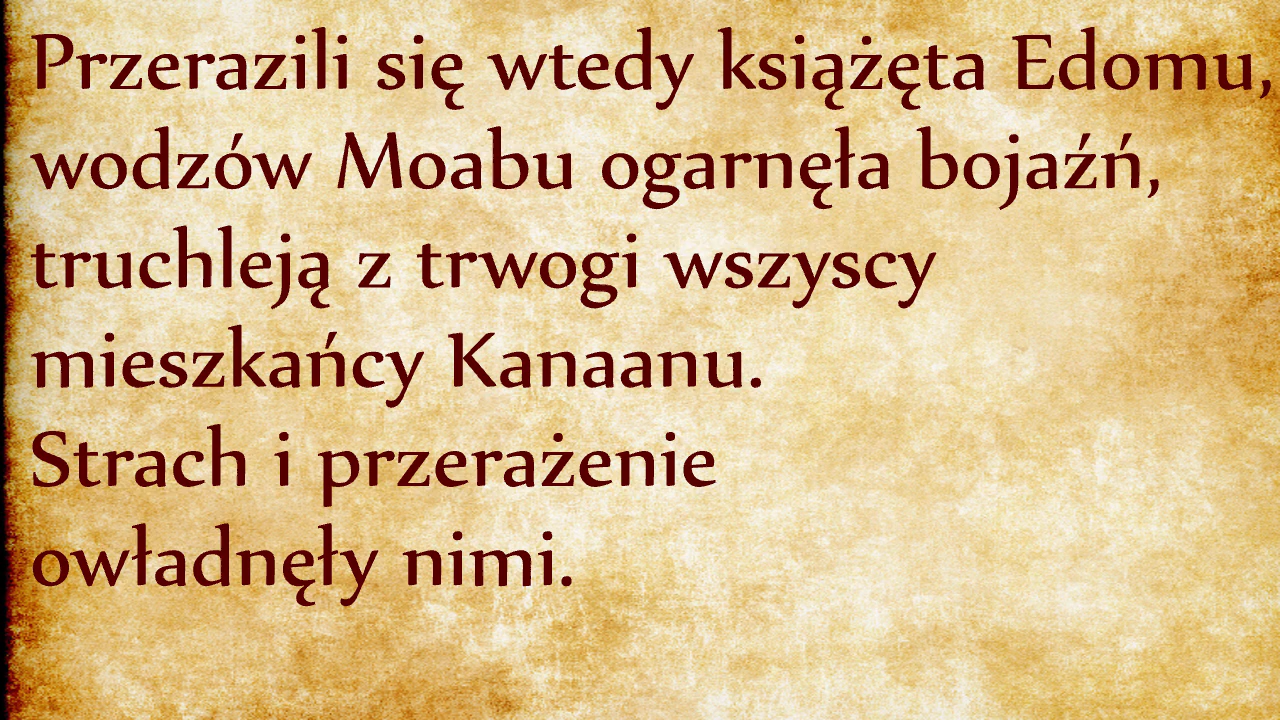 Przerazili się wtedy książęta Edomu,
wodzów Moabu ogarnęła bojaźń,
truchleją z trwogi wszyscy
mieszkańcy Kanaanu.
Strach i przerażenie
owładnęły nimi.